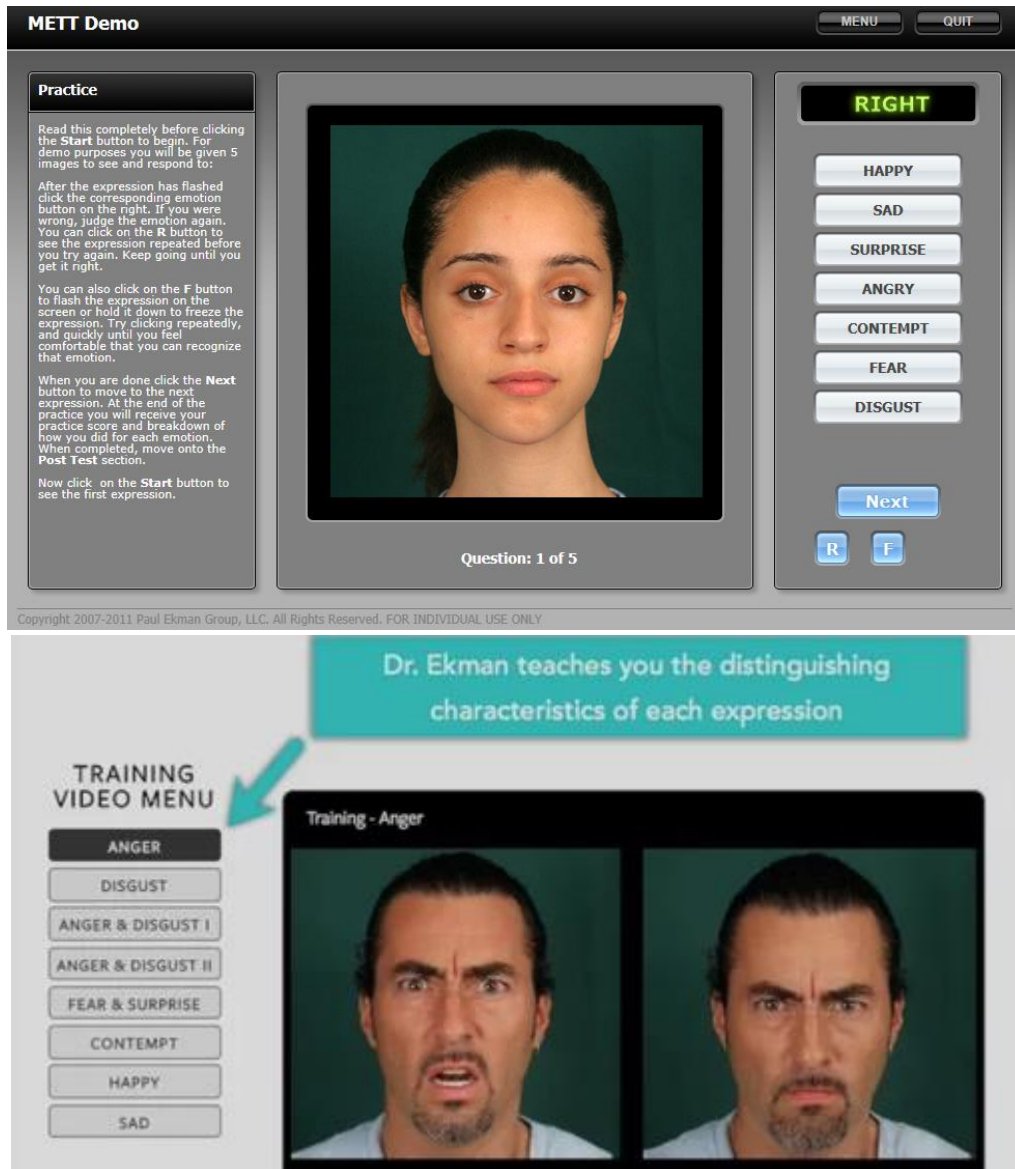 METT Demo
MENU
QUIT
Practice
Read this completely before clicking
the Start button to begin. For
demo purposes you will be given 5
images to see and respond to:
After the expression has flashed
click the corresponding emotion
button on the right. If you were
wrong, judge the emotion again.
You can click on the R button to
see the expression repeated before
you try again. Keep going until you
get it right.
You can also click on the F button
to flash the expression on the
screen or hold it down to freeze the
expression. Try clicking repeatedly,
and quickly until you feel
comfortable that you can recognize
that emotion.
When you are done click the Next
button to move to the next
expression. At the end of the
practice you will receive your
practice score and breakdown of
how you did for each emotion.
When completed, move onto the
Post Test section.
Now click on the Start button to
see the first expression.
Question: 1 of 5
RIGHT
HAPPY
SAD
SURPRISE
ANGRY
CONTEMPT
FEAR
DISGUST
Next
R
F
Copyright 2007-2011 Paul Ekman Group, LLC. All Rights Reserved. FOR INDIVIDUAL USE ONLY
Dr. Ekman teaches you the distinguishing
characteristics of each expression
TRAINING
VIDEO MENU
ANGER
DISGUST
ANGER & DISGUST I
ANGER & DISGUST II
FEAR & SURPRISE
CONTEMPT
HAPPY
SAD
Training - Anger